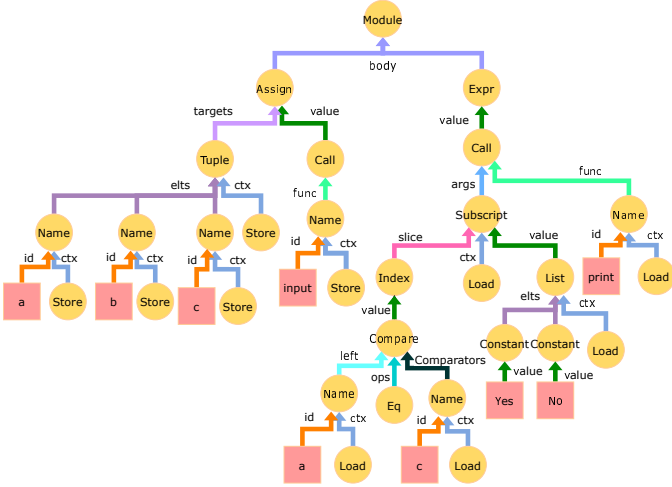 Module
body
Assign
Expr
targets
value
value
Tuple
Call
Call
elts
ctx
func
args
func
Name
Name
Name
Store
Name
Subscript
Name
id
ctx
id
ctx
id
ctx
id
ctx
slice
ctx
value
id
ctx
a
Store
b
Store
c
Store
input
Store
Index
Load
List
print
Load
value
elts
ctx
Compare
Constant
Constant
Load
left
ops
Comparators
value
value
Name
Eq
Name
Yes
No
id
ctx
id
ctx
a
Load
c
Load